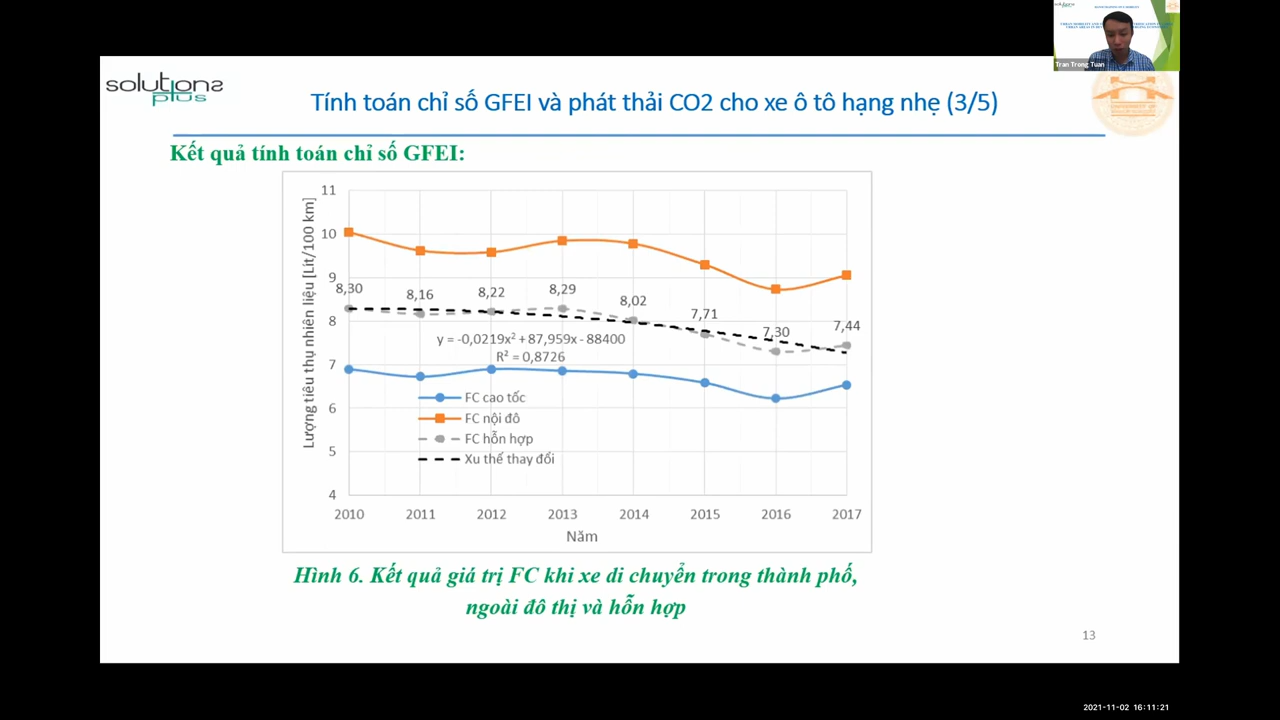 solutions
plus
Tran Trong Tuan
Tính toán chỉ số GFEI và phát thải CO2 cho xe ô tô hạng nhẹ (3/5)
Kết quả tính toán chỉ số GFEI:
Lượng tiêu thụ nhiên liệu [Lit/100 km]
11
10
9
8
7
6
5
4
8,30
8,16
8,22
8,29
8,02
7,71
7,30
7,44
y = -0,0219x² + 87,959x - 88400
R² = 0,8726
FC cao tốc
FC nội đô
FC hỗn hợp
Xu thế thay đổi
2010 2011 2012 2013 2014 2015 2016 2017
Năm
Hình 6. Kết quả giá trị FC khi xe di chuyển trong thành phố,
ngoài đô thị và hỗn hợp
13
2021-11-02 16:11:21